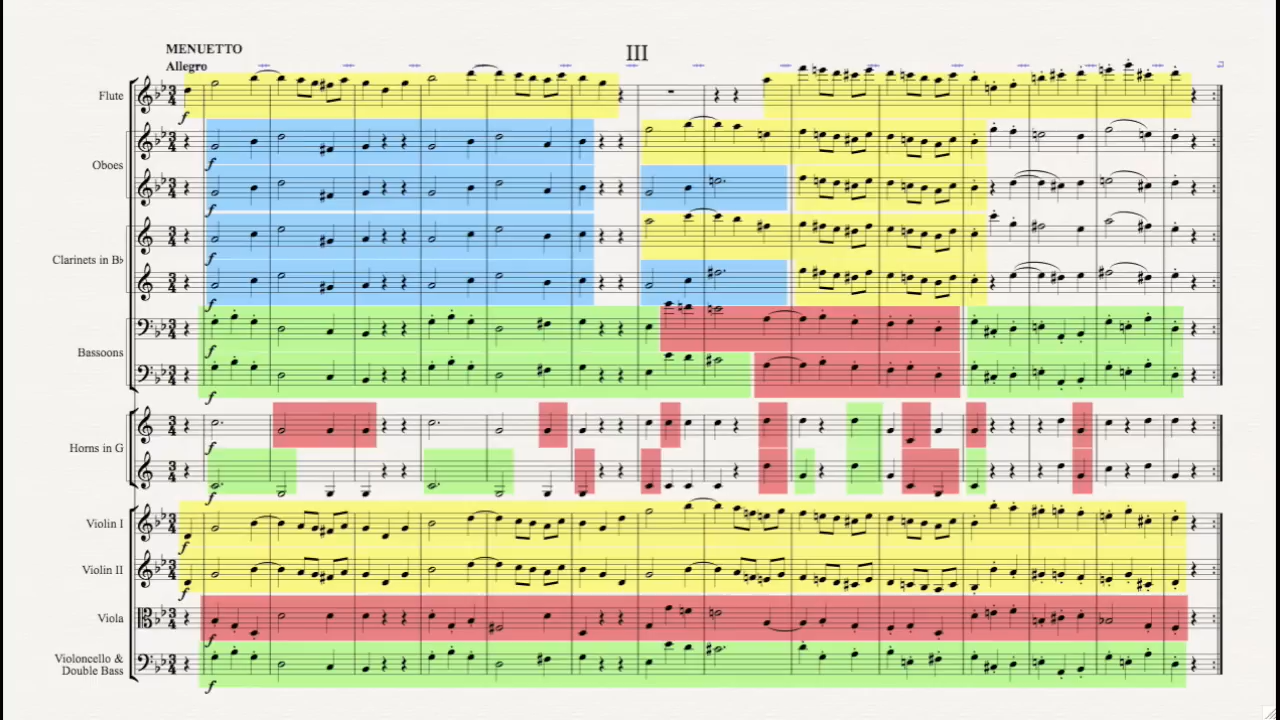 III
MENUETTO
Allegro
Flute
f
Oboes
f
f
Clarinets in B♭
f
f
Bassoons
f
f
Horns in G
f
f
Violin I
f
Violin II
f
Viola
f
Violoncello &
Double Bass
f